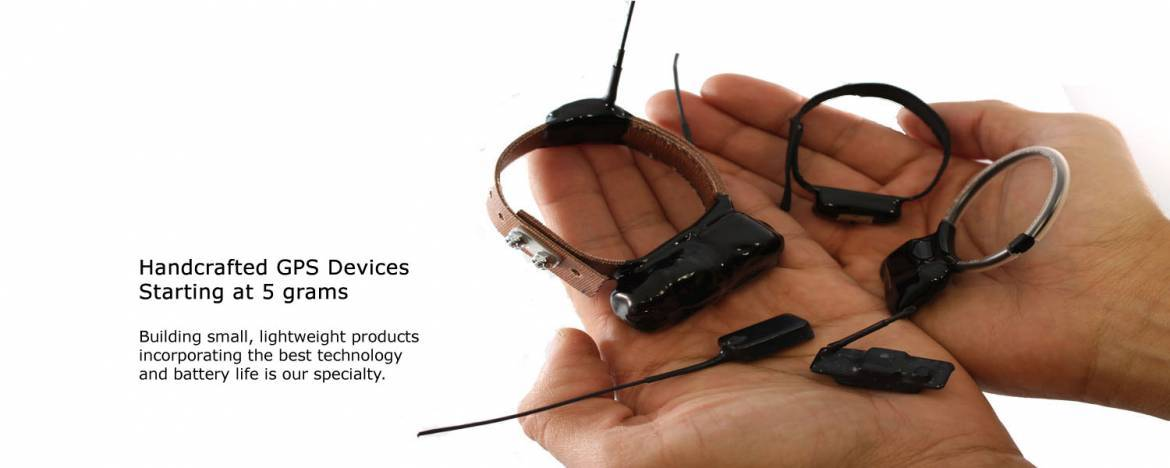 Handcrafted GPS Devices
Starting at 5 grams
Building small, lightweight products
incorporating the best technology
and battery life is our specialty.